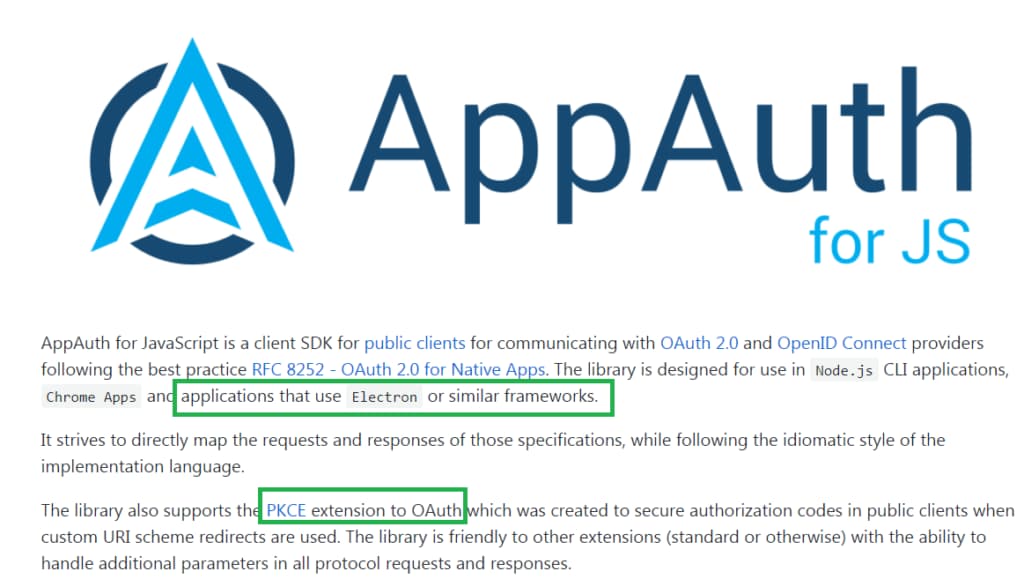 AppAuth
for JS
AppAuth for JavaScript is a client SDK for public clients for communicating with OAuth 2.0 and OpenID Connect providers
following the best practice RFC 8252 - OAuth 2.0 for Native Apps. The library is designed for use in Node.js CLI applications,
Chrome Apps and applications that use Electron or similar frameworks.
It strives to directly map the requests and responses of those specifications, while following the idiomatic style of the
implementation language.
The library also supports the PKCE extension to OAuth which was created to secure authorization codes in public clients when
custom URI scheme redirects are used. The library is friendly to other extensions (standard or otherwise) with the ability to
handle additional parameters in all protocol requests and responses.